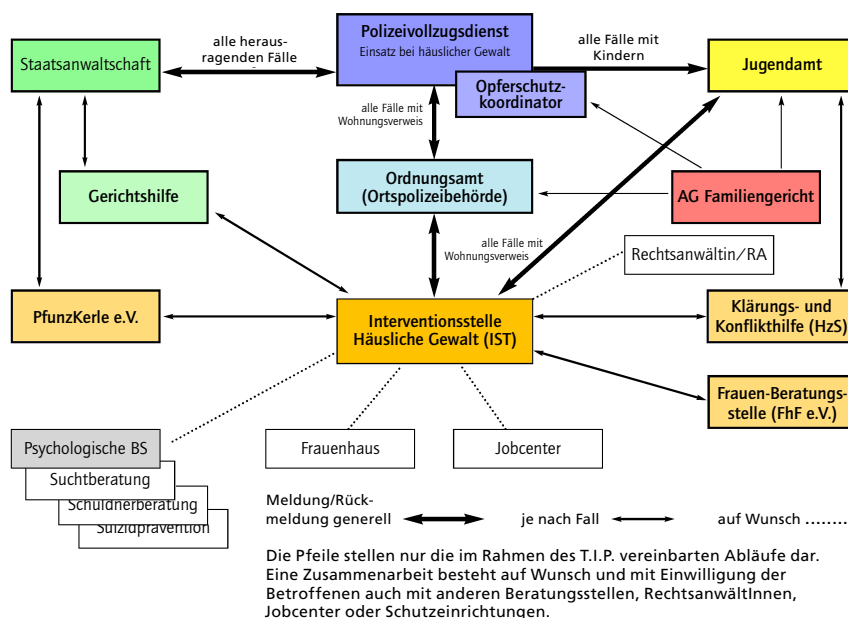 Polizeivollzugsdienst
Einsatz bei häuslicher Gewalt
Staatsanwaltschaft
alle heraus-
ragenden Fälle
alle Fälle mit
Kindern
Jugendamt
Opferschutz-
koordinator
alle Fälle mit
Wohnungsverweis
Gerichtshilfe
Ordnungsamt
(Ortspolizeibehörde)
AG Familiengericht
alle Fälle mit
Wohnungsverweis
Rechtsanwältin/RA
PfunzKerle e.V.
Interventionsstelle
Häusliche Gewalt (IST)
Klärungs- und
Konflikthilfe (HzS)
Frauen-Beratungs-
stelle (FhF e.V.)
Psychologische BS
Suchtberatung
Schuldnerberatung
Suizidprävention
Frauenhaus
Jobcenter
Meldung/Rück-
meldung generell
je nach Fall
auf Wunsch ........
Die Pfeile stellen nur die im Rahmen des T.I.P. vereinbarten Abläufe dar.
Eine Zusammenarbeit besteht auf Wunsch und mit Einwilligung der
Betroffenen auch mit anderen Beratungsstellen, RechtsanwältInnen,
Jobcenter oder Schutzeinrichtungen.